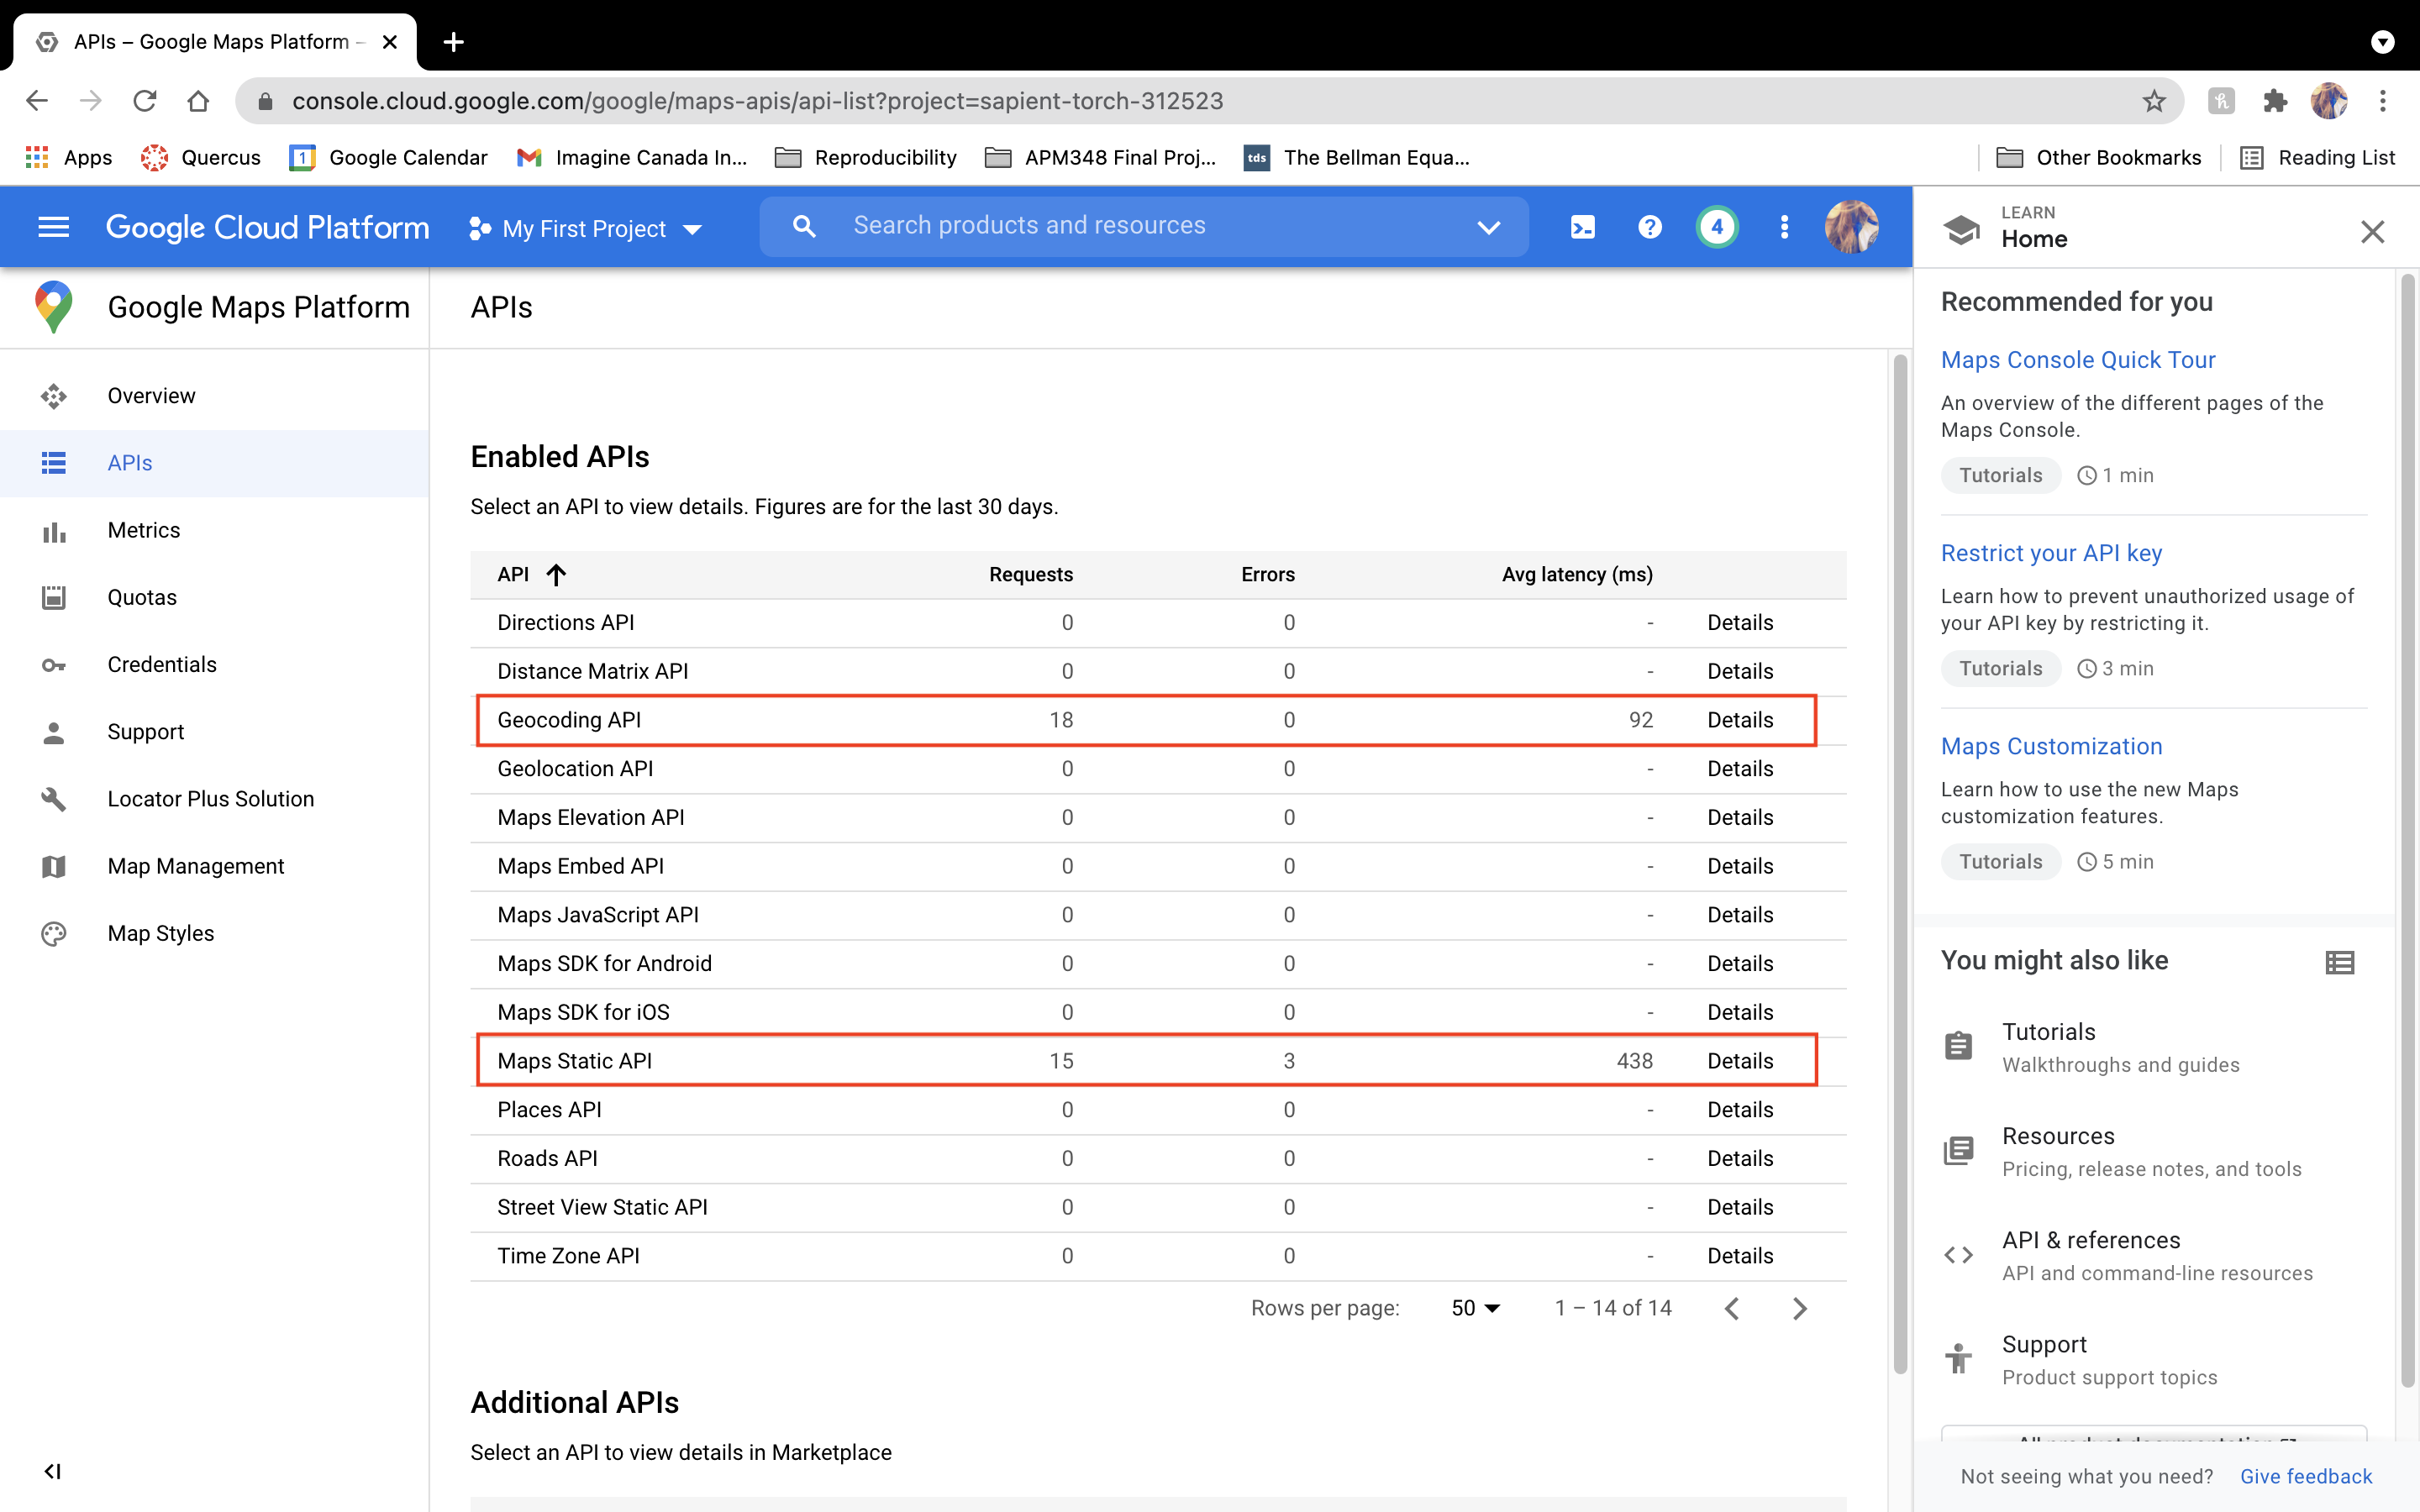 APIs – Google Maps Platform –
console.cloud.google.com/google/maps-apis/api-list?project=sapient-torch-312523
Apps
Quercus
1
Google Calendar
Imagine Canada In...
Reproducibility
APM348 Final Proj...
tds
The Bellman Equa...
Other Bookmarks
Reading List
Google Cloud Platform
My First Project
Search products and resources
4
LEARN
Home
Google Maps Platform
APIs
Overview
APIs
Metrics
Quotas
Credentials
Support
Locator Plus Solution
Map Management
Map Styles
Enabled APIs
Select an API to view details. Figures are for the last 30 days.
API Requests Errors Avg latency (ms)
Directions API 0 0 - Details
Distance Matrix API 0 0 - Details
Geocoding API 18 0 92 Details
Geolocation API 0 0 - Details
Maps Elevation API 0 0 - Details
Maps Embed API 0 0 - Details
Maps JavaScript API 0 0 - Details
Maps SDK for Android 0 0 - Details
Maps SDK for iOS 0 0 - Details
Maps Static API 15 3 438 Details
Places API 0 0 - Details
Roads API 0 0 - Details
Street View Static API 0 0 - Details
Time Zone API 0 0 - Details
Rows per page: 50 1 – 14 of 14
Additional APIs
Select an API to view details in Marketplace
Recommended for you
Maps Console Quick Tour
An overview of the different pages of the
Maps Console.
Tutorials 1 min
Restrict your API key
Learn how to prevent unauthorized usage of
your API key by restricting it.
Tutorials 3 min
Maps Customization
Learn how to use the new Maps
customization features.
Tutorials 5 min
You might also like
Tutorials
Walkthroughs and guides
Resources
Pricing, release notes, and tools
API & references
API and command-line resources
Support
Product support topics
Not seeing what you need? Give feedback